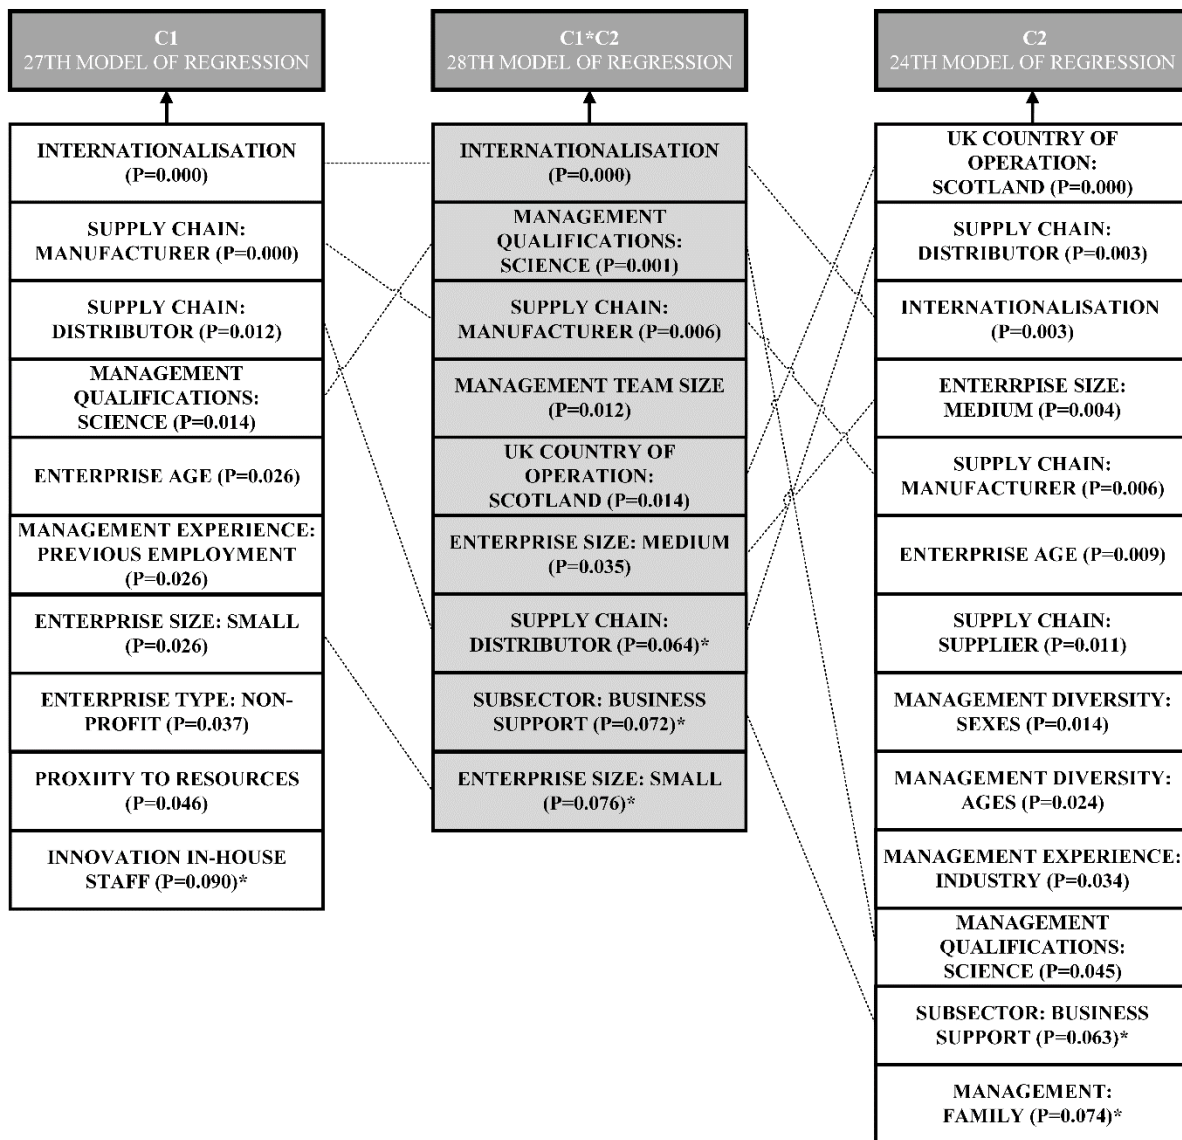 C1
27TH MODEL OF REGRESSION
INTERNATIONALISATION
(P=0.000)
SUPPLY CHAIN:
MANUFACTURER (P=0.000)
SUPPLY CHAIN:
DISTRIBUTOR (P=0.012)
MANAGEMENT
QUALIFICATIONS:
SCIENCE (P=0.014)
ENTERPRISE AGE (P=0.026)
MANAGEMENT EXPERIENCE:
PREVIOUS EMPLOYMENT
(P=0.026)
ENTERPRISE SIZE: SMALL
(P=0.026)
ENTERPRISE TYPE: NON-
PROFIT (P=0.037)
PROXIITY TO RESOURCES
(P=0.046)
INNOVATION IN-HOUSE
STAFF (P=0.090)*
C1*C2
28TH MODEL OF REGRESSION
INTERNATIONALISATION
(P=0.000)
MANAGEMENT
QUALIFICATIONS:
SCIENCE (P=0.001)
SUPPLY CHAIN:
MANUFACTURER (P=0.006)
MANAGEMENT TEAM SIZE
(P=0.012)
UK COUNTRY OF
OPERATION:
SCOTLAND (P=0.014)
ENTERPRISE SIZE: MEDIUM
(P=0.035)
SUPPLY CHAIN:
DISTRIBUTOR (P=0.064)*
SUBSECTOR: BUSINESS
SUPPORT (P=0.072)*
ENTERPRISE SIZE: SMALL
(P=0.076)*
C2
24TH MODEL OF REGRESSION
UK COUNTRY OF
OPERATION:
SCOTLAND (P=0.000)
SUPPLY CHAIN:
DISTRIBUTOR (P=0.003)
INTERNATIONALISATION
(P=0.003)
ENTERRPISE SIZE:
MEDIUM (P=0.004)
SUPPLY CHAIN:
MANUFACTURER (P=0.006)
ENTERPRISE AGE (P=0.009)
SUPPLY CHAIN:
SUPPLIER (P=0.011)
MANAGEMENT DIVERSITY:
SEXES (P=0.014)
MANAGEMENT DIVERSITY:
AGES (P=0.024)
MANAGEMENT EXPERIENCE:
INDUSTRY (P=0.034)
MANAGEMENT
QUALIFICATIONS:
SCIENCE (P=0.045)
SUBSECTOR: BUSINESS
SUPPORT (P=0.063)*
MANAGEMENT:
FAMILY (P=0.074)*